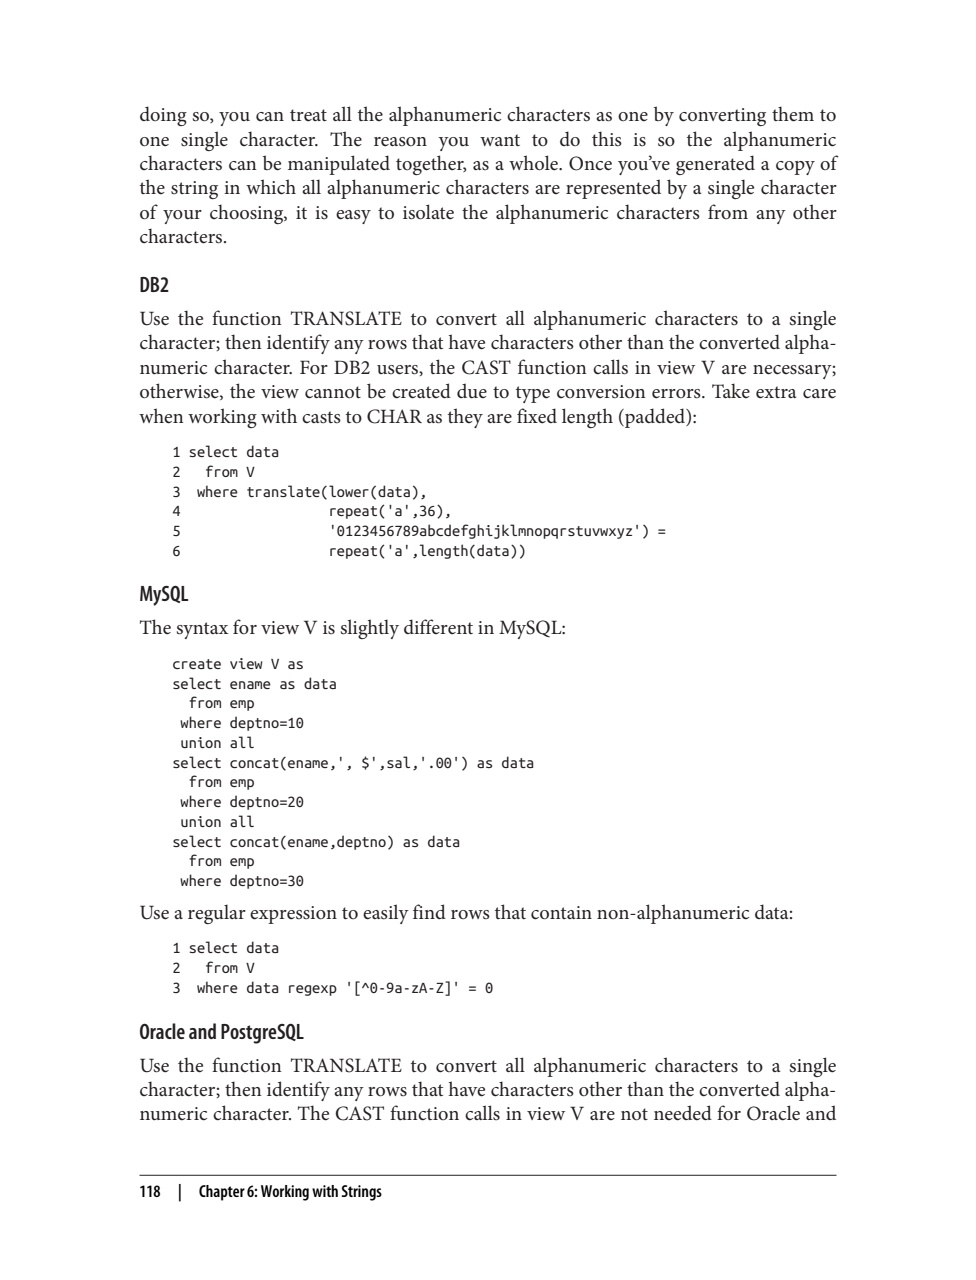 doing so, you can treat all the alphanumeric characters as one by converting them to
one single character. The reason you want to do this is so the alphanumeric
characters can be manipulated together, as a whole. Once you’ve generated a copy of
the string in which all alphanumeric characters are represented by a single character
of your choosing, it is easy to isolate the alphanumeric characters from any other
characters.
DB2
Use the function TRANSLATE to convert all alphanumeric characters to a single
character; then identify any rows that have characters other than the converted alpha-
numeric character. For DB2 users, the CAST function calls in view V are necessary;
otherwise, the view cannot be created due to type conversion errors. Take extra care
when working with casts to CHAR as they are fixed length (padded):
1 select data
2   from V
3  where translate(lower(data),
4                  repeat('a',36),
5                  '0123456789abcdefghijklmnopqrstuvwxyz') =
6                  repeat('a',length(data))
MySQL
The syntax for view V is slightly different in MySQL:
create view V as
select ename as data
  from emp
 where deptno=10
 union all
select concat(ename,', $',sal,'.00') as data
  from emp
 where deptno=20
 union all
select concat(ename,deptno) as data
  from emp
 where deptno=30
Use a regular expression to easily find rows that contain non-alphanumeric data:
1 select data
2   from V
3  where data regexp '[^0-9a-zA-Z]' = 0
Oracle and PostgreSQL
Use the function TRANSLATE to convert all alphanumeric characters to a single
character; then identify any rows that have characters other than the converted alpha-
numeric character. The CAST function calls in view V are not needed for Oracle and
118 | Chapter 6: Working with Strings